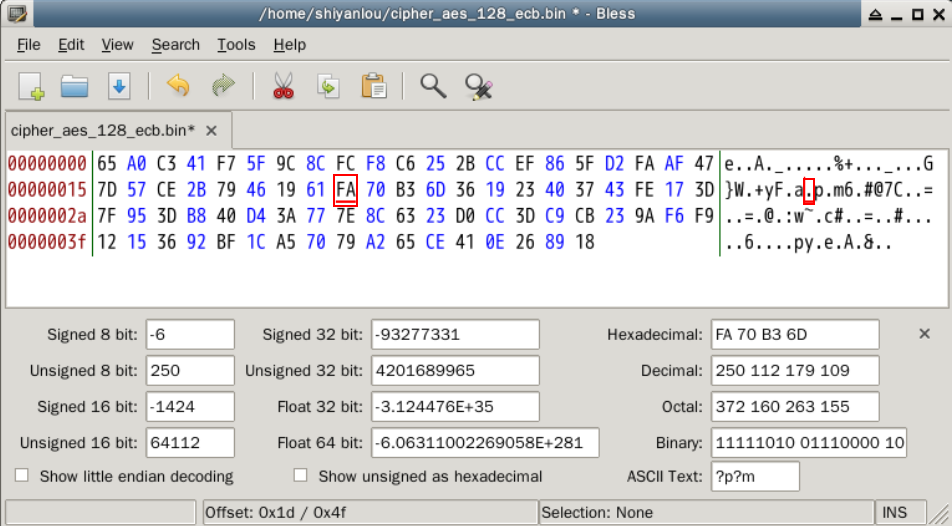 /home/shiyanlou/cipher_aes_128_ecb.bin * - Bless
File Edit View Search Tools Help
cipher_aes_128_ecb.bin* ×
00000000 65 A0 C3 41 F7 5F 9C 8C FC F8 C6 25 2B CC EF 86 5F D2 FA AF 47 e..A._.....%+...._...G
00000015 7D 57 CE 2B 79 46 19 61 FA 70 B3 6D 36 19 23 40 37 43 FE 17 3D }W.+yF.a.p.m6.#@7C..=
0000002a 7F 95 3D B8 40 D4 3A 77 7E 8C 63 23 D0 CC 3D C9 CB 23 9A F6 F9 ..=.@.:w~.c#..=..#...
0000003f 12 15 36 92 BF 1C A5 70 79 A2 65 CE 41 0E 26 89 18 ..6....py.e.A.&..
Signed 8 bit: -6 Signed 32 bit: -93277331 Hexadecimal: FA 70 B3 6D
Unsigned 8 bit: 250 Unsigned 32 bit: 4201689965 Decimal: 250 112 179 109
Signed 16 bit: -1424 Float 32 bit: -3.124476E+35 Octal: 372 160 263 155
Unsigned 16 bit: 64112 Float 64 bit: -6.06311002269058E+281 Binary: 11111010 01110000 10
Show little endian decoding Show unsigned as hexadecimal ASCII Text: ?p?m
Offset: 0x1d / 0x4f Selection: None INS